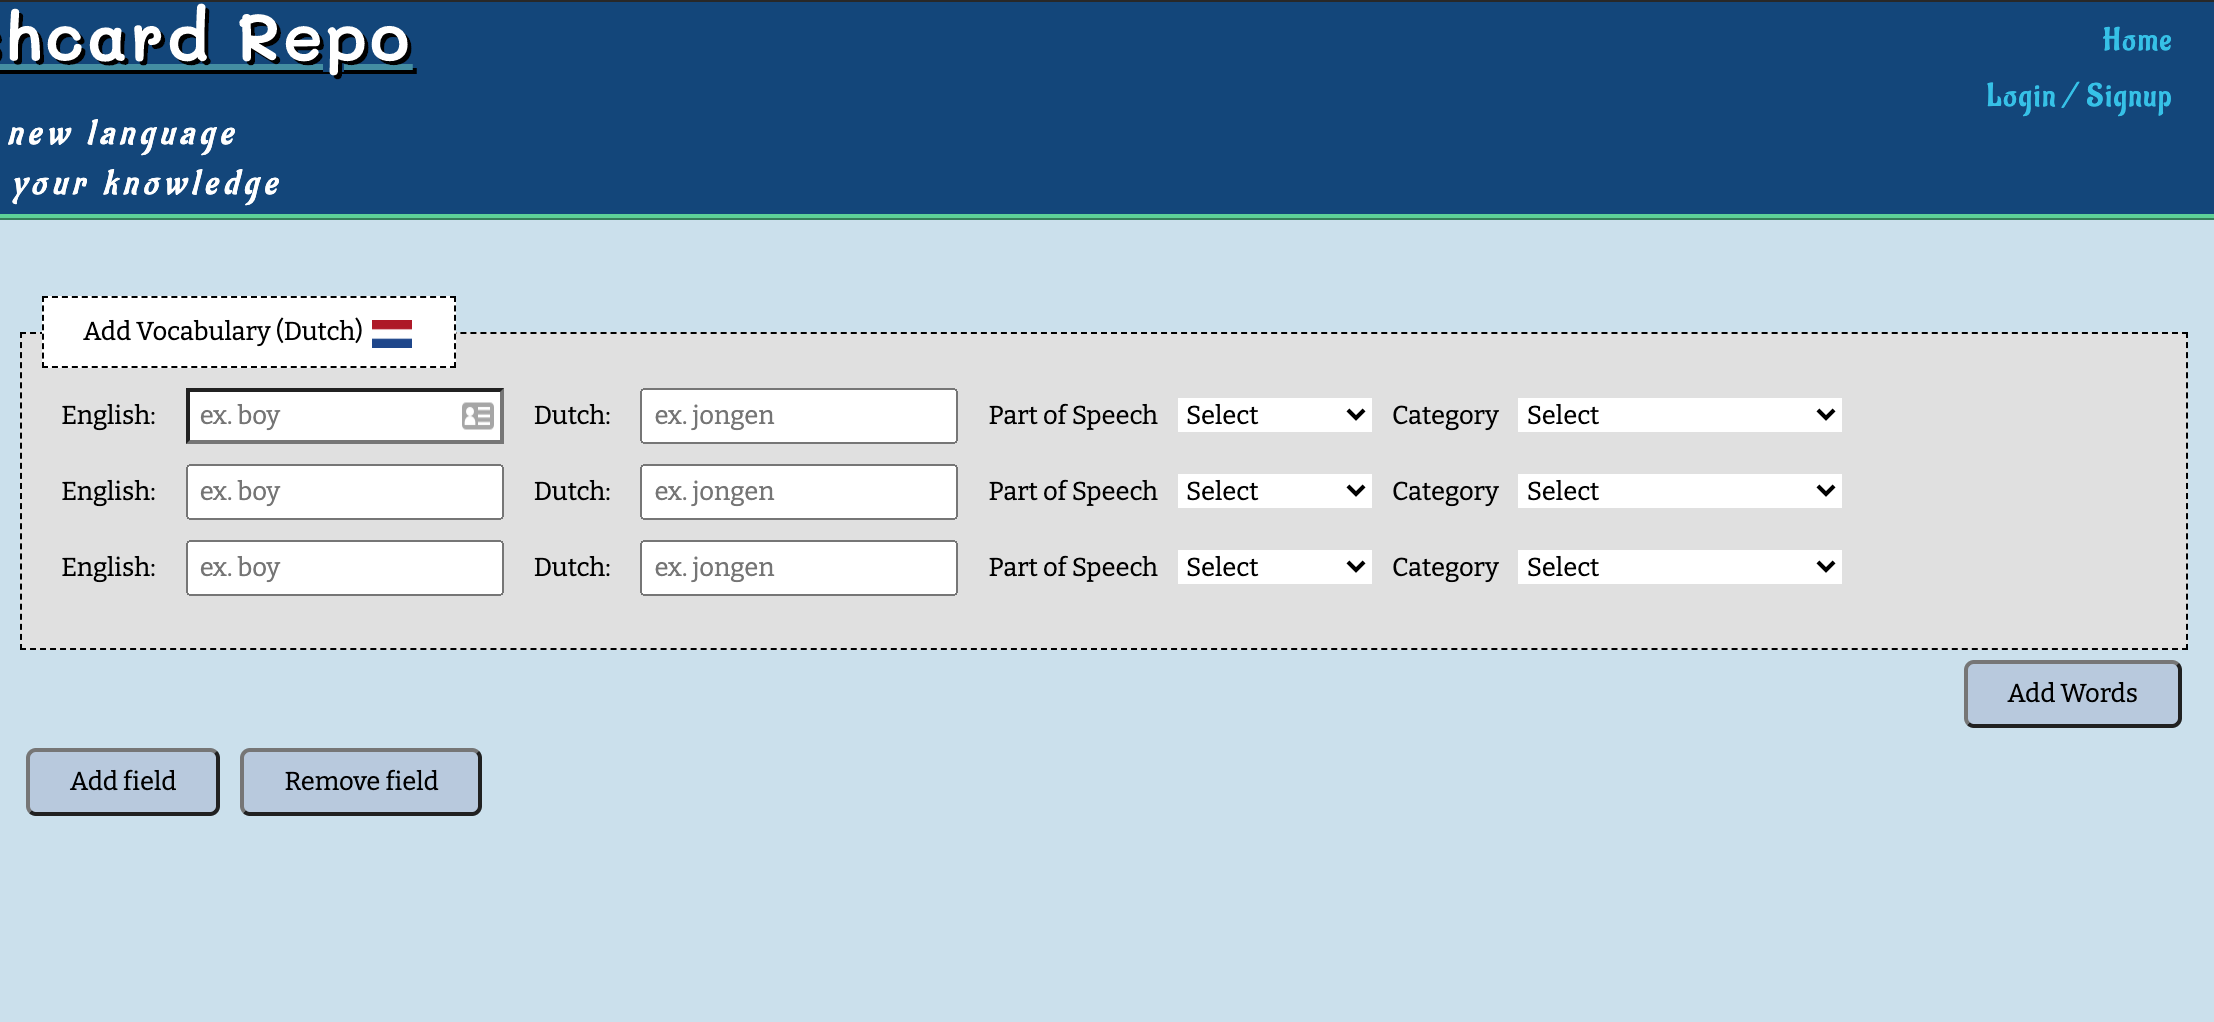 hcard Repo
Home
Login / Signup
new language
your knowledge
Add Vocabulary (Dutch)
English: ex. boy Dutch: ex. jongen Part of Speech Select Category Select
English: ex. boy Dutch: ex. jongen Part of Speech Select Category Select
English: ex. boy Dutch: ex. jongen Part of Speech Select Category Select
Add Words
Add field Remove field